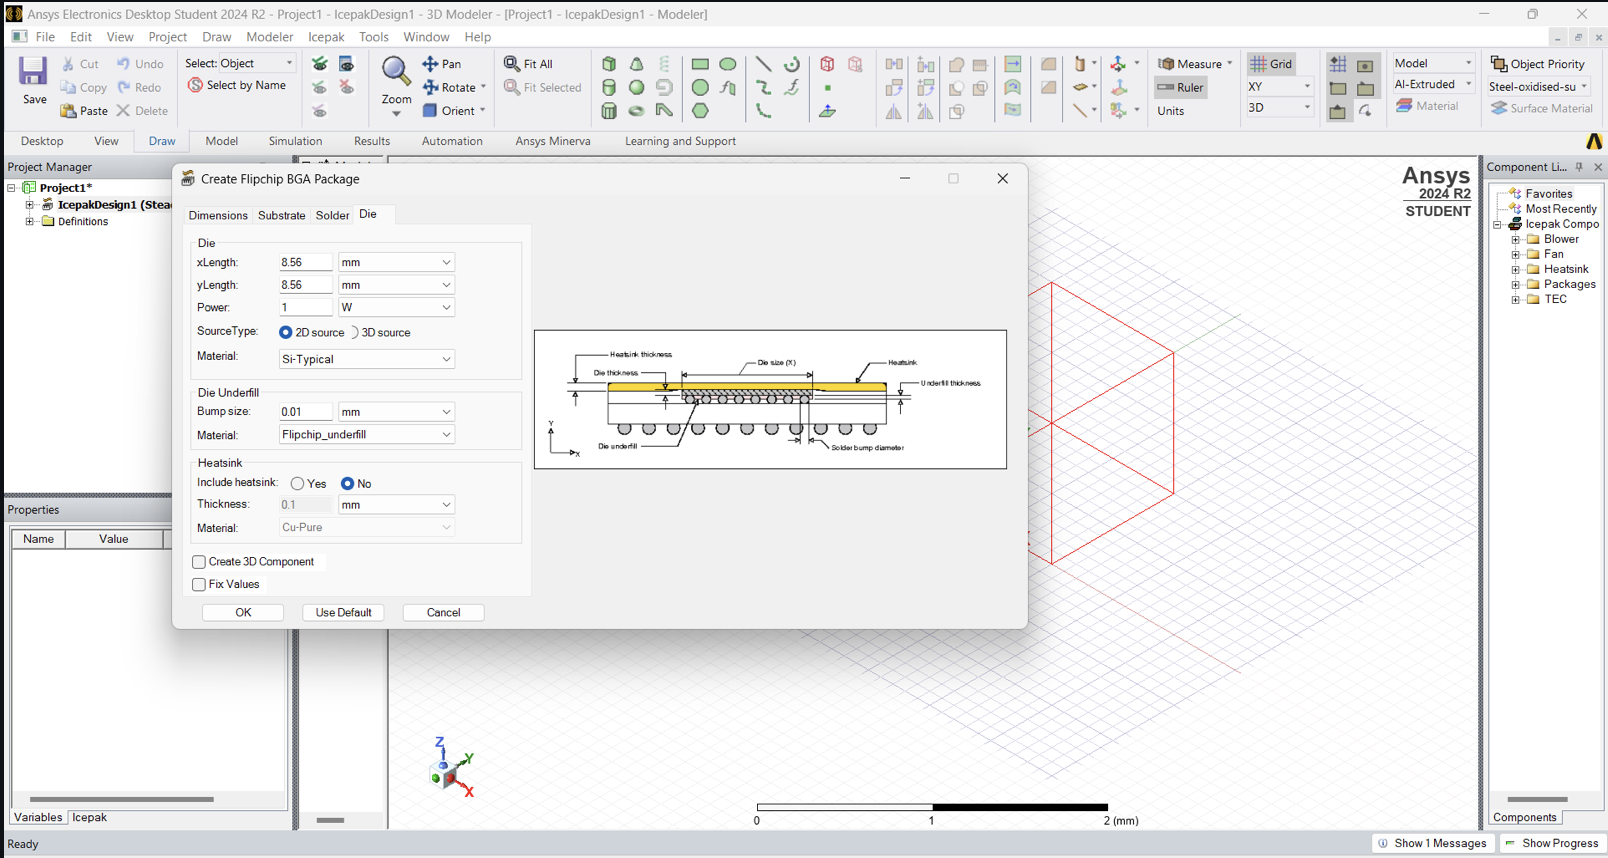 Ansys Electronics Desktop Student 2024 R2 - Project1 - IcepakDesign1 - 3D Modeler - [Project1 - IcepakDesign1 - Modeler]
File Edit View Project Draw Modeler Icepak Tools Window Help
Save
Cut
Copy
Paste
Undo
Redo
Delete
Select: Object
Select by Name
Zoom
Pan
Rotate
Orient
Fit All
Fit Selected
Measure
Ruler
Units
Grid
XY
3D
Model
Al-Extruded
Material
Object Priority
Steel-oxidised-su
Surface Material
Desktop View Draw Model Simulation Results Automation Ansys Minerva Learning and Support
Project Manager
Project1*
IcepakDesign1 (Stead
Definitions
Properties
Name Value
Variables Icepak
Create Flipchip BGA Package
Dimensions Substrate Solder Die
Die
xLength: 8.56 mm
yLength: 8.56 mm
Power: 1 W
SourceType: 2D source 3D source
Material: Si-Typical
Die Underfill
Bump size: 0.01 mm
Material: Flipchip_underfill
Heatsink
Include heatsink: Yes No
Thickness: 0.1 mm
Material: Cu-Pure
Create 3D Component
Fix Values
OK Use Default Cancel
Heatsink thickness
Die size (X)
Heatsink
Die thickness
Underfill thickness
Y
X
Die underfill
Solder bump diameter
Ansys
2024 R2
STUDENT
Z
Y
X
0 1 2 (mm)
Component Li...
Favorites
Most Recently
Icepak Compo
Blower
Fan
Heatsink
Packages
TEC
Components
Ready
Show 1 Messages Show Progress